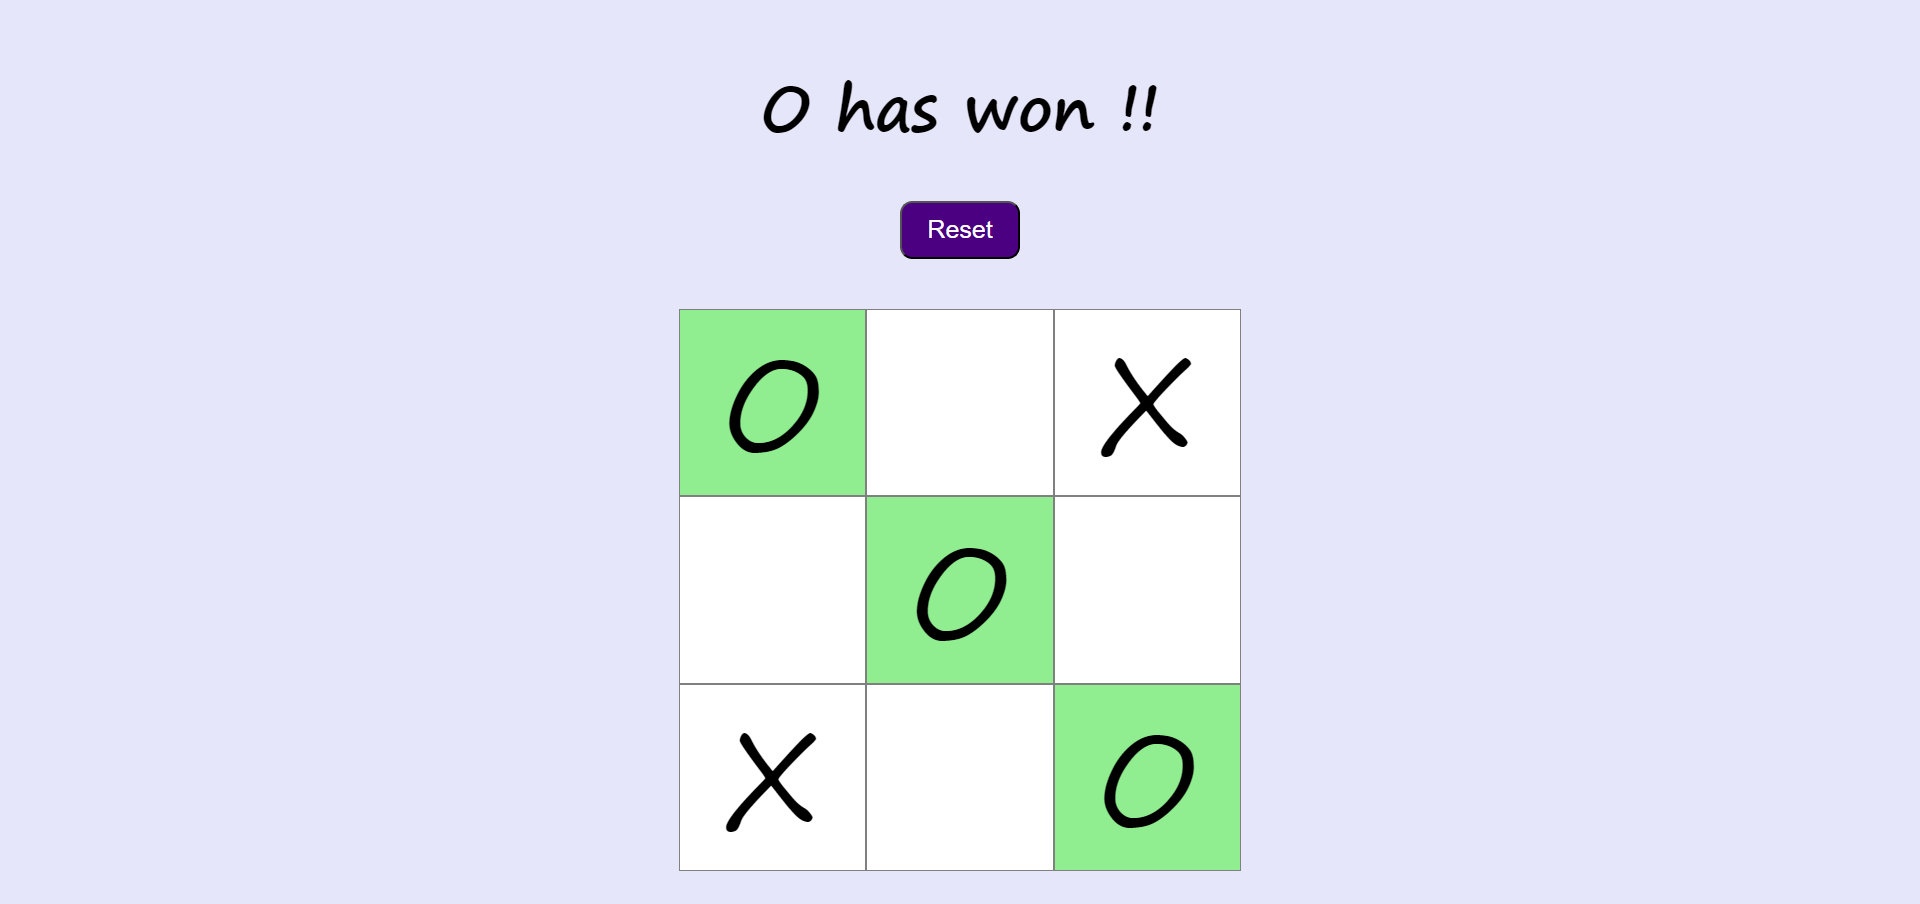 O has won !!
Reset
O X
O
X O